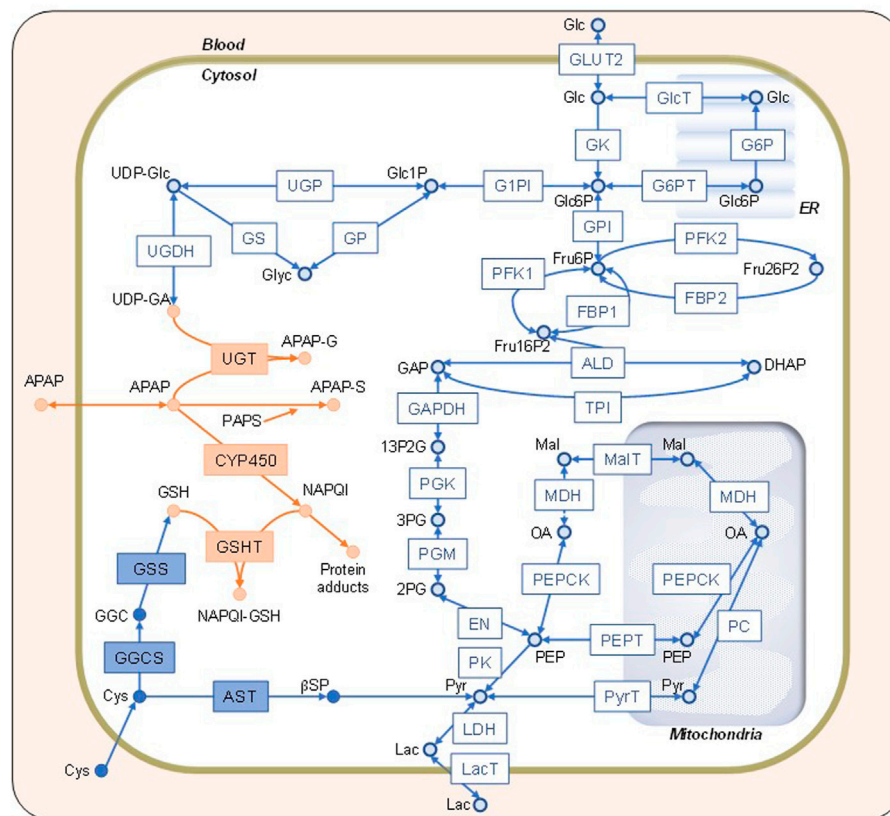 Glc
Blood
GLUT2
Cytosol
Glc
GlcT
Glc
GK
G6P
UDP-Glc
UGP
Glc1P
G1PI
Glc6P
G6PT
Glc6P
ER
UGDH
GS
GP
GPI
PFK2
Glyc
PFK1
Fru6P
Fru26P2
UDP-GA
FBP1
FBP2
Fru16P2
UGT
APAP-G
GAP
ALD
DHAP
APAP
APAP
APAP-S
PAPS
GAPDH
TPI
CYP450
13P2G
Mal
MalT
Mal
GSH
NAPQI
PGK
MDH
MDH
3PG
OA
OA
GSHT
PGM
GSS
Protein
adducts
2PG
PEPCK
PEPCK
NAPQI-GSH
GGC
EN
PC
PEP
PEPT
PEP
GGCS
PK
Cys
AST
βSP
Pyr
PyrT
Pyr
LDH
Mitochondria
Lac
Cys
LacT
Lac